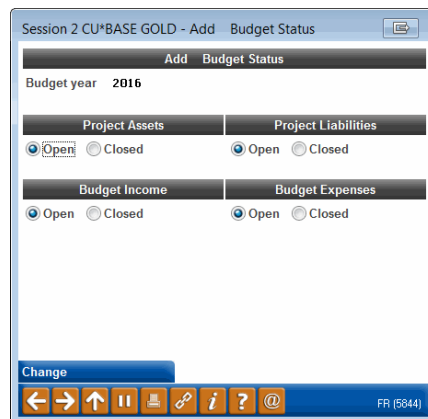 Session 2 CU*BASE GOLD - Add Budget Status
Add Budget Status
Budget year 2016
Project Assets Project Liabilities
Open Closed Open Closed
Budget Income Budget Expenses
Open Closed Open Closed
Change
i ? @ FR (5844)